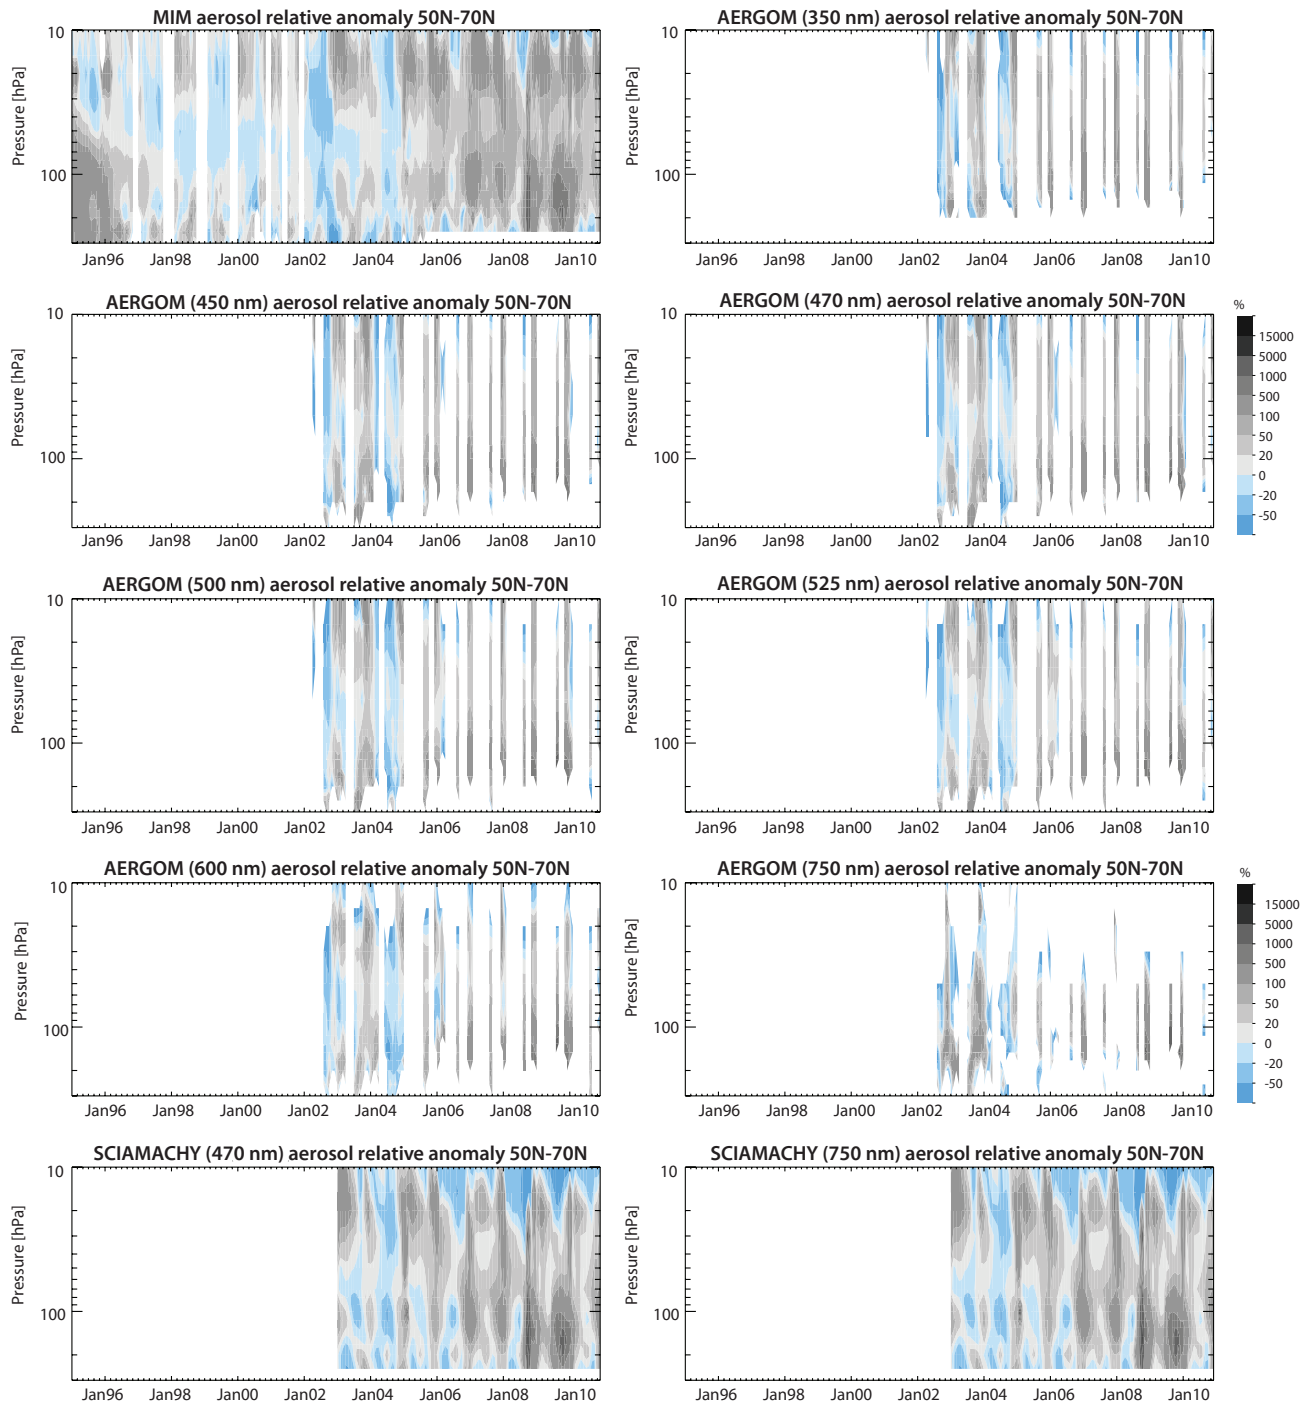 MIM aerosol relative anomaly 50N-70N
AERGOM (350 nm) aerosol relative anomaly 50N-70N
10
100
Pressure [hPa]
Jan96 Jan98 Jan00 Jan02 Jan04 Jan06 Jan08 Jan10
10
100
Pressure [hPa]
Jan96 Jan98 Jan00 Jan02 Jan04 Jan06 Jan08 Jan10
AERGOM (450 nm) aerosol relative anomaly 50N-70N
AERGOM (470 nm) aerosol relative anomaly 50N-70N
10
100
Pressure [hPa]
Jan96 Jan98 Jan00 Jan02 Jan04 Jan06 Jan08 Jan10
10
100
Pressure [hPa]
Jan96 Jan98 Jan00 Jan02 Jan04 Jan06 Jan08 Jan10
%
15000
5000
1000
500
100
50
20
0
-20
-50
AERGOM (500 nm) aerosol relative anomaly 50N-70N
AERGOM (525 nm) aerosol relative anomaly 50N-70N
10
100
Pressure [hPa]
Jan96 Jan98 Jan00 Jan02 Jan04 Jan06 Jan08 Jan10
10
100
Pressure [hPa]
Jan96 Jan98 Jan00 Jan02 Jan04 Jan06 Jan08 Jan10
AERGOM (600 nm) aerosol relative anomaly 50N-70N
AERGOM (750 nm) aerosol relative anomaly 50N-70N
10
100
Pressure [hPa]
Jan96 Jan98 Jan00 Jan02 Jan04 Jan06 Jan08 Jan10
10
100
Pressure [hPa]
Jan96 Jan98 Jan00 Jan02 Jan04 Jan06 Jan08 Jan10
%
15000
5000
1000
500
100
50
20
0
-20
-50
SCIAMACHY (470 nm) aerosol relative anomaly 50N-70N
SCIAMACHY (750 nm) aerosol relative anomaly 50N-70N
10
100
Pressure [hPa]
Jan96 Jan98 Jan00 Jan02 Jan04 Jan06 Jan08 Jan10
10
100
Pressure [hPa]
Jan96 Jan98 Jan00 Jan02 Jan04 Jan06 Jan08 Jan10